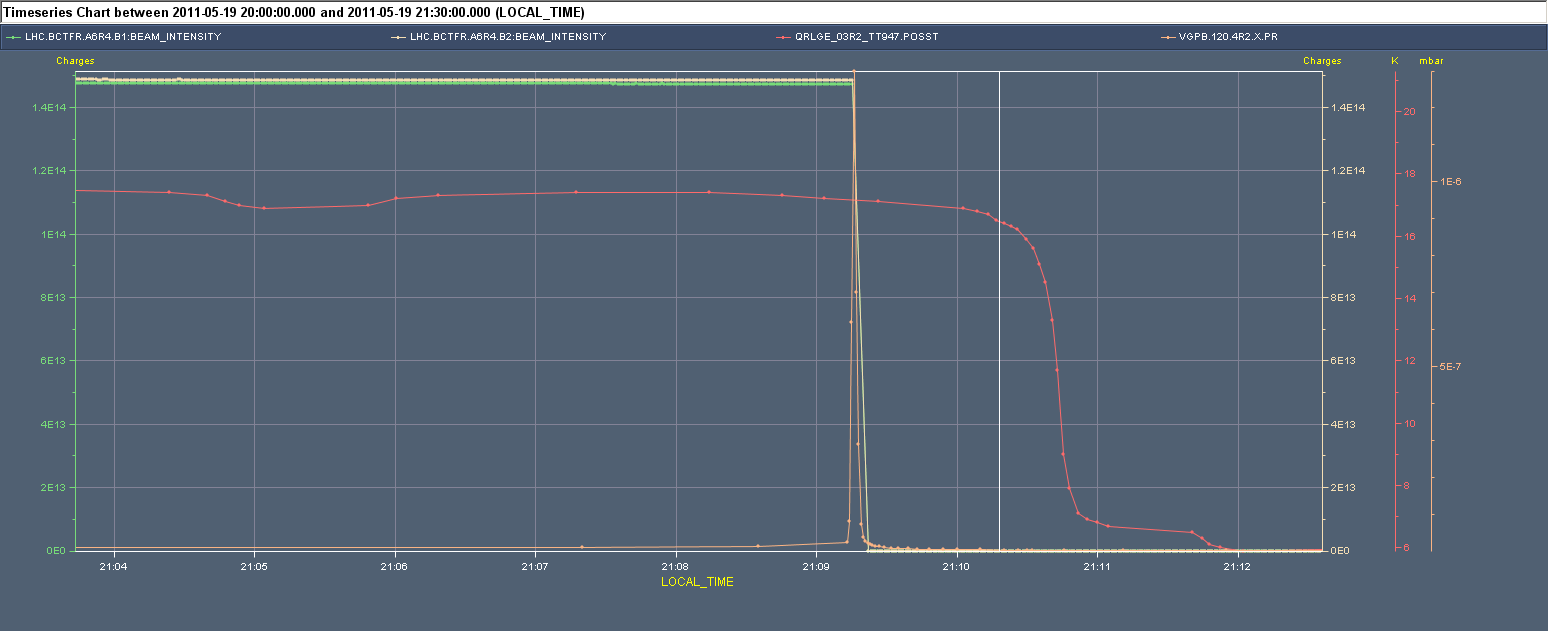 Timeseries Chart between 2011-05-19 20:00:00.000 and 2011-05-19 21:30:00.000 (LOCAL_TIME)
LHC.BCTFR.A6R4.B1:BEAM_INTENSITY LHC.BCTFR.A6R4.B2:BEAM_INTENSITY QRLGE_03R2_TT947.POSST VGPB.120.4R2.X.PR
Charges Charges K mbar
1.4E14 1.4E14 20
1.2E14 1.2E14 18 1E-6
1E14 1E14 16
8E13 8E13 14
6E13 6E13 12 5E-7
4E13 4E13 10
2E13 2E13 8
0E0 0E0 6
21:04 21:05 21:06 21:07 21:08 21:09 21:10 21:11 21:12
LOCAL_TIME